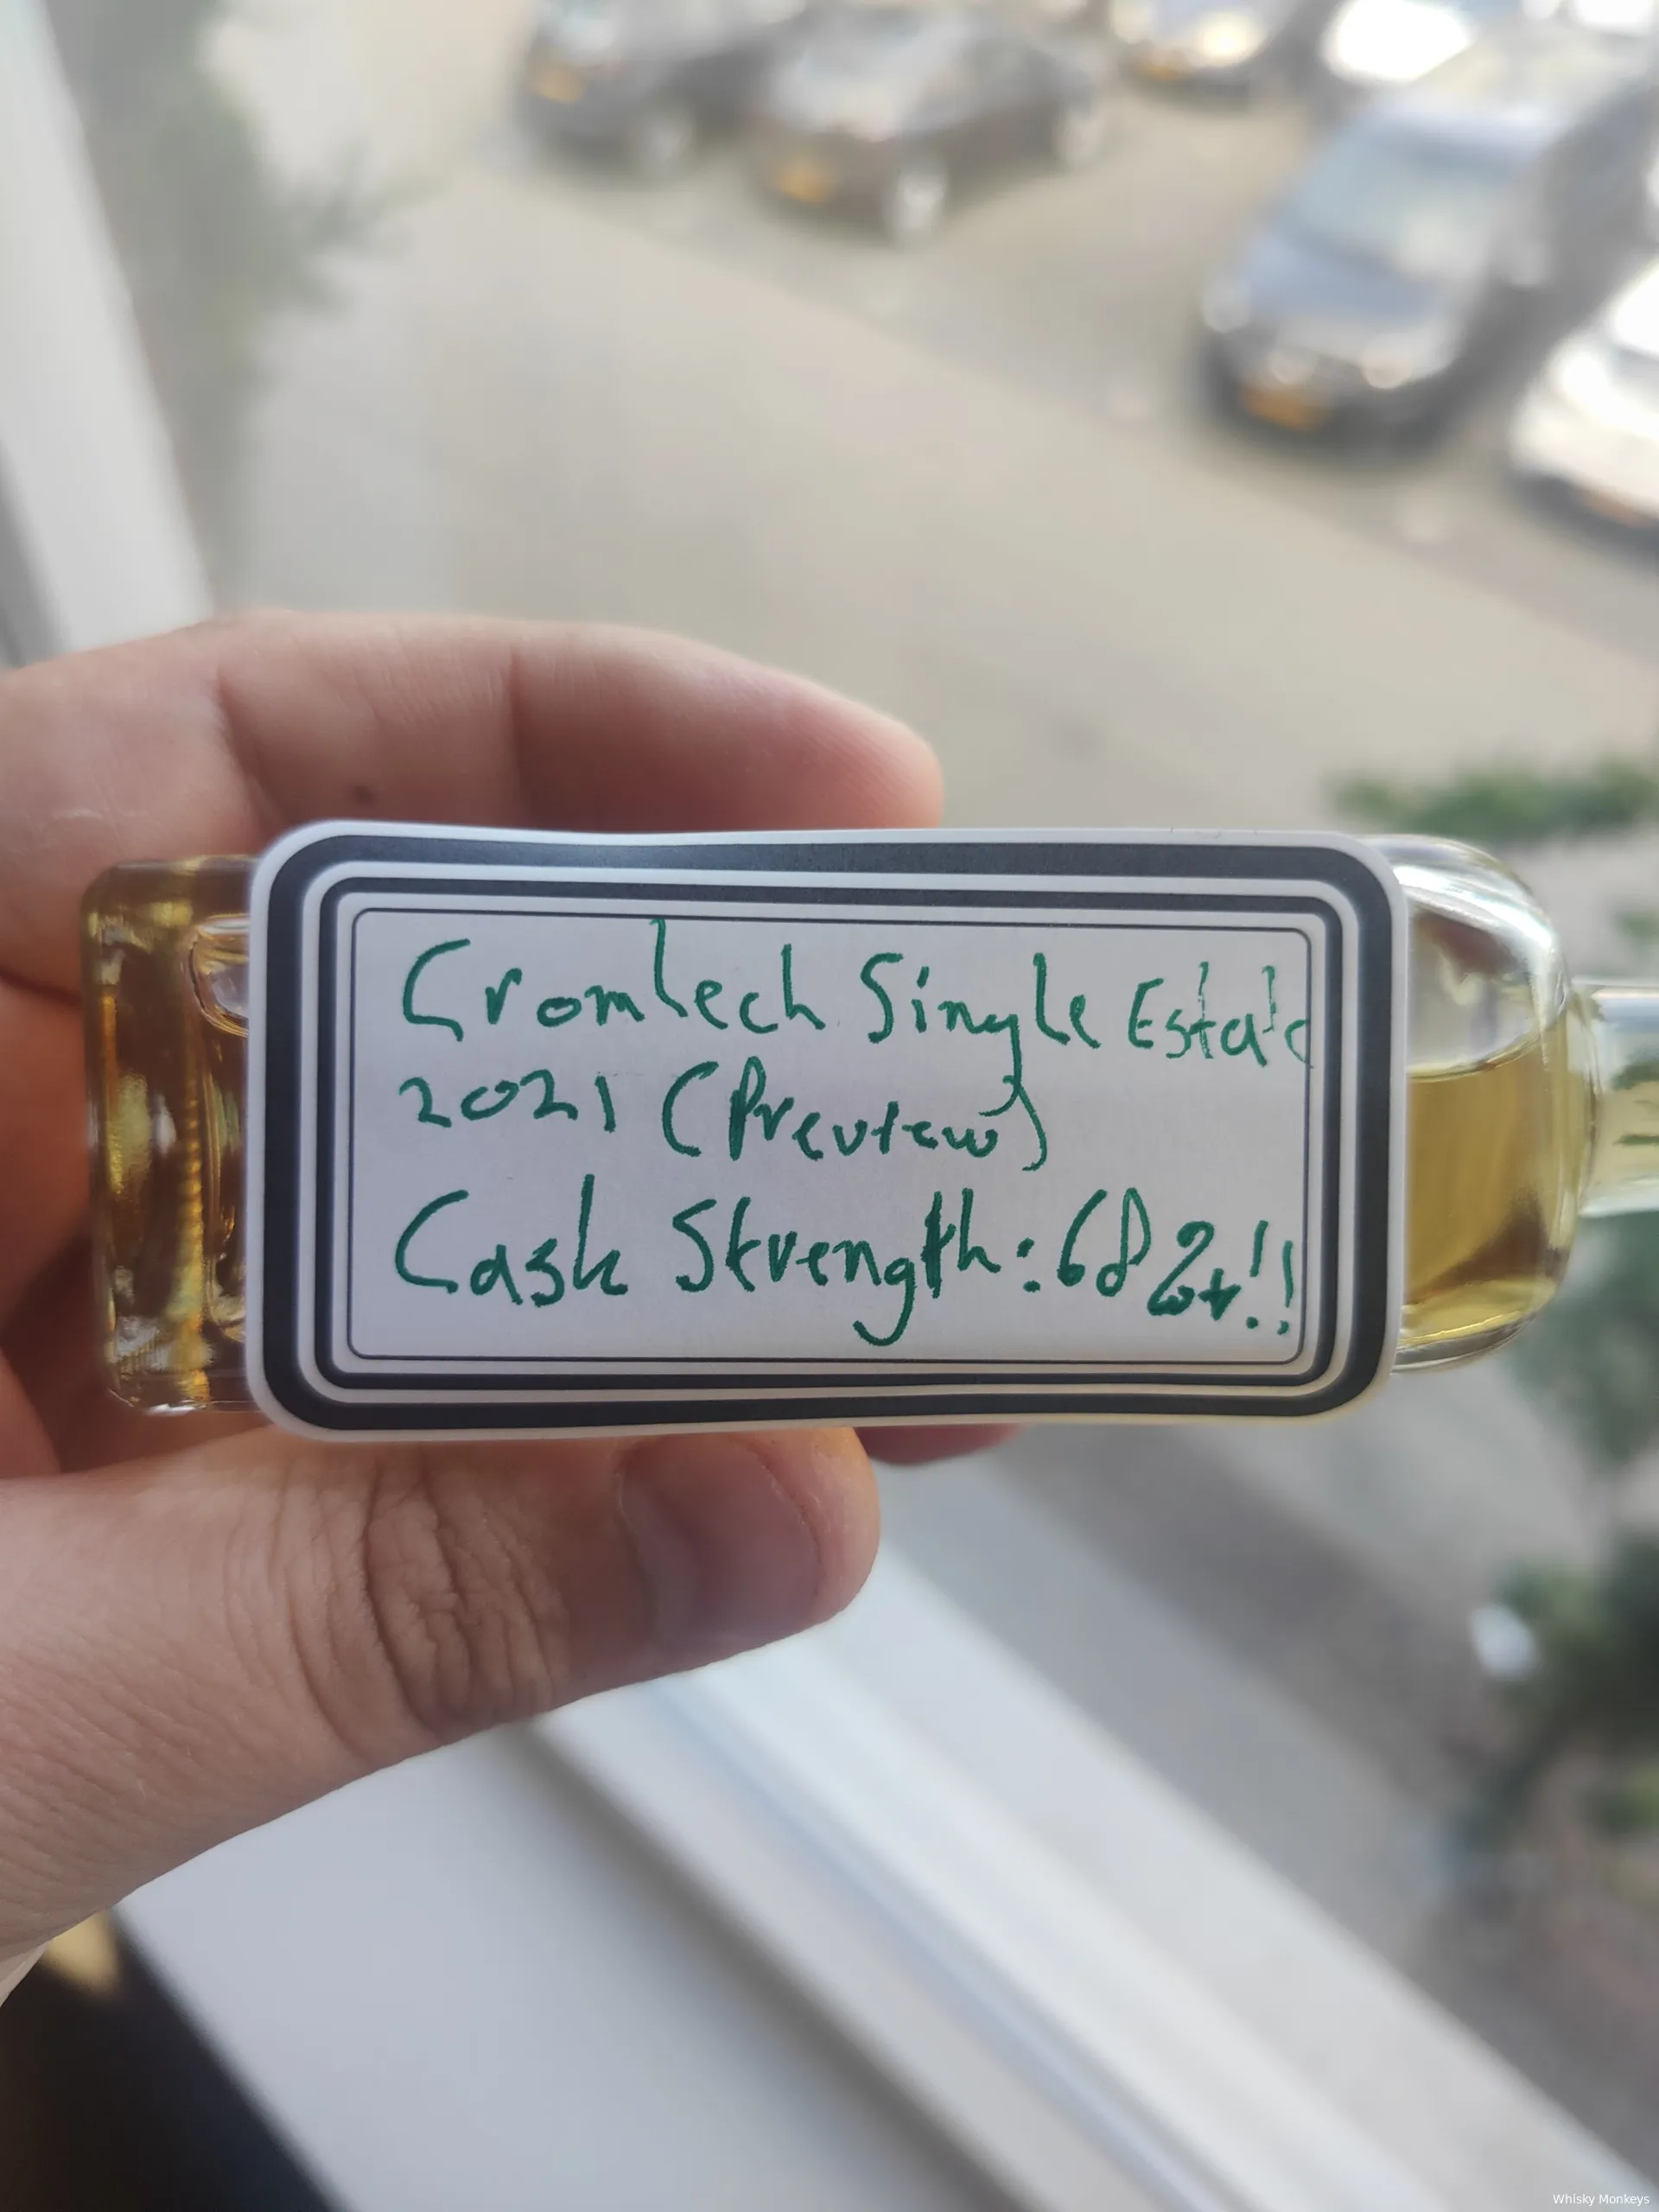 Cromlech Single Estate
2021 (Preview)
Cask Strength: 68%+!!
Whisky Monkeys